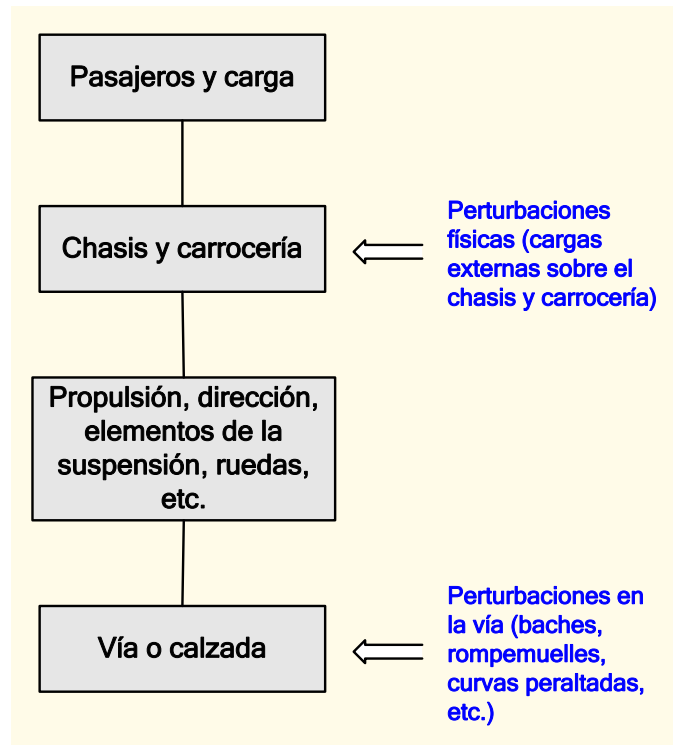 Pasajeros y carga
Chasis y carrocería
Perturbaciones
físicas (cargas
externas sobre el
chasis y carrocería)
Propulsión, dirección,
elementos de la
suspensión, ruedas,
etc.
Vía o calzada
Perturbaciones en
la vía (baches,
rompemuelles,
curvas peraltadas,
etc.)